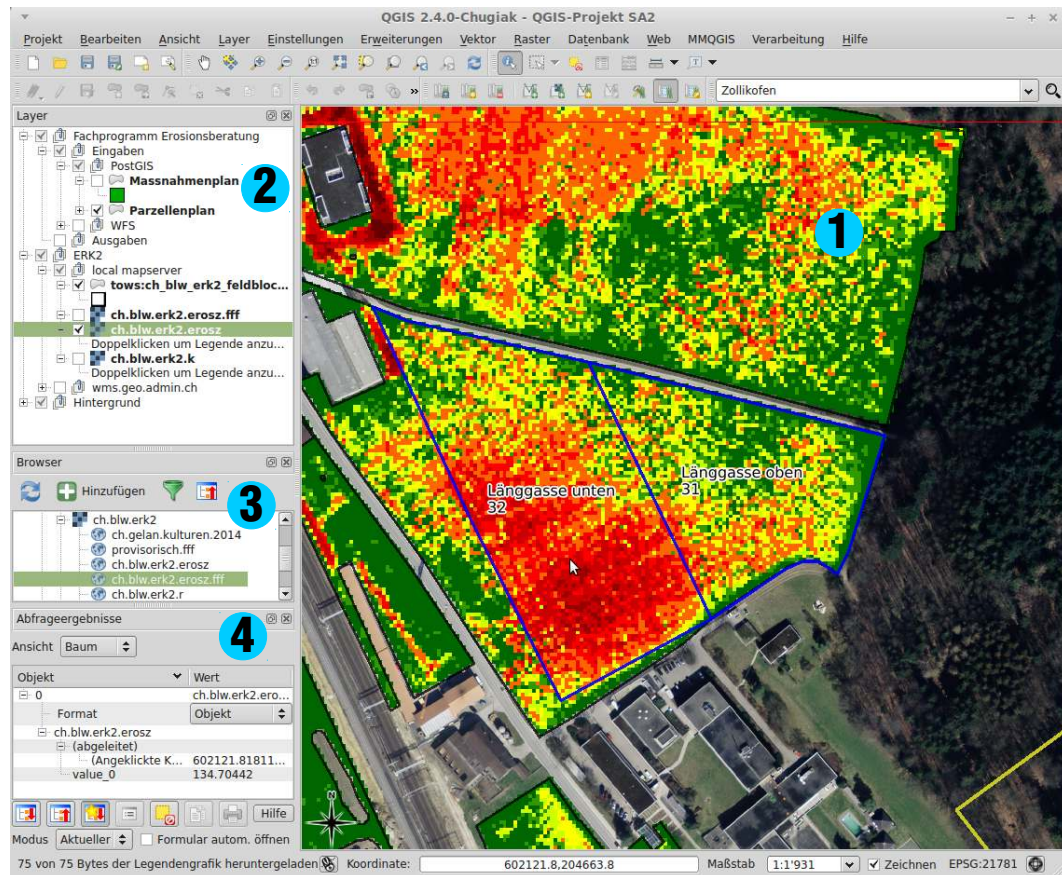 QGIS 2.4.0-Chugiak - QGIS-Projekt SA2
Projekt Bearbeiten Ansicht Layer Einstellungen Erweiterungen Vektor Raster Datenbank Web MMQGIS Verarbeitung Hilfe
Zollikofen
Layer
Fachprogramm Erosionsberatung
Eingaben
PostGIS
Massnahmenplan
2
Parzellenplan
WFS
Ausgaben
ERK2
local mapserver
tows:ch_blw_erk2_feldbloc...
ch.blw.erk2.erosz.fff
ch.blw.erk2.erosz
Doppelklicken um Legende anzu...
ch.blw.erk2.k
Doppelklicken um Legende anzu...
wms.geo.admin.ch
Hintergrund
1
Länggasse unten
32
Länggasse oben
31
Browser
Hinzufügen
3
ch.blw.erk2
ch.gelan.kulturen.2014
provisorisch.fff
ch.blw.erk2.erosz
ch.blw.erk2.erosz.fff
ch.blw.erk2.r
Abfrageergebnisse
4
Ansicht Baum
Objekt Wert
0 ch.blw.erk2.ero...
Format Objekt
ch.blw.erk2.erosz
(abgeleitet)
(Angeklickte K... 602121.81811...
value_0 134.70442
Hilfe
Modus Aktueller Formular autom. öffnen
N
75 von 75 Bytes der Legendengrafik heruntergeladen Koordinate: 602121.8,204663.8 Maßstab 1:1'931 Zeichnen EPSG:21781